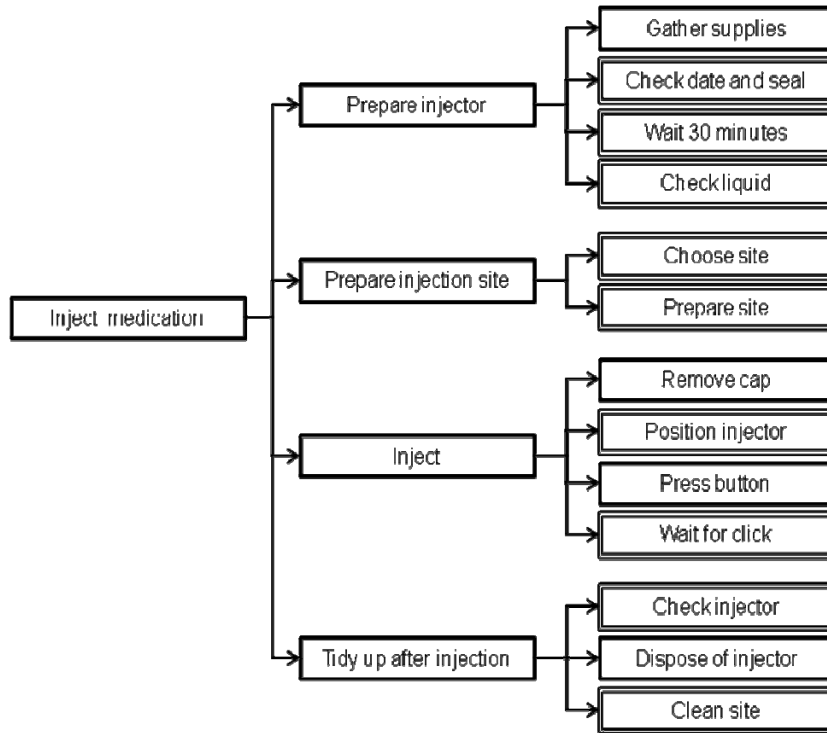 Gather supplies
Check date and seal
Prepare injector
Wait 30 minutes
Check liquid
Choose site
Prepare injection site
Prepare site
Inject medication
Remove cap
Position injector
Inject
Press button
Wait for click
Check injector
Tidy up after injection
Dispose of injector
Clean site